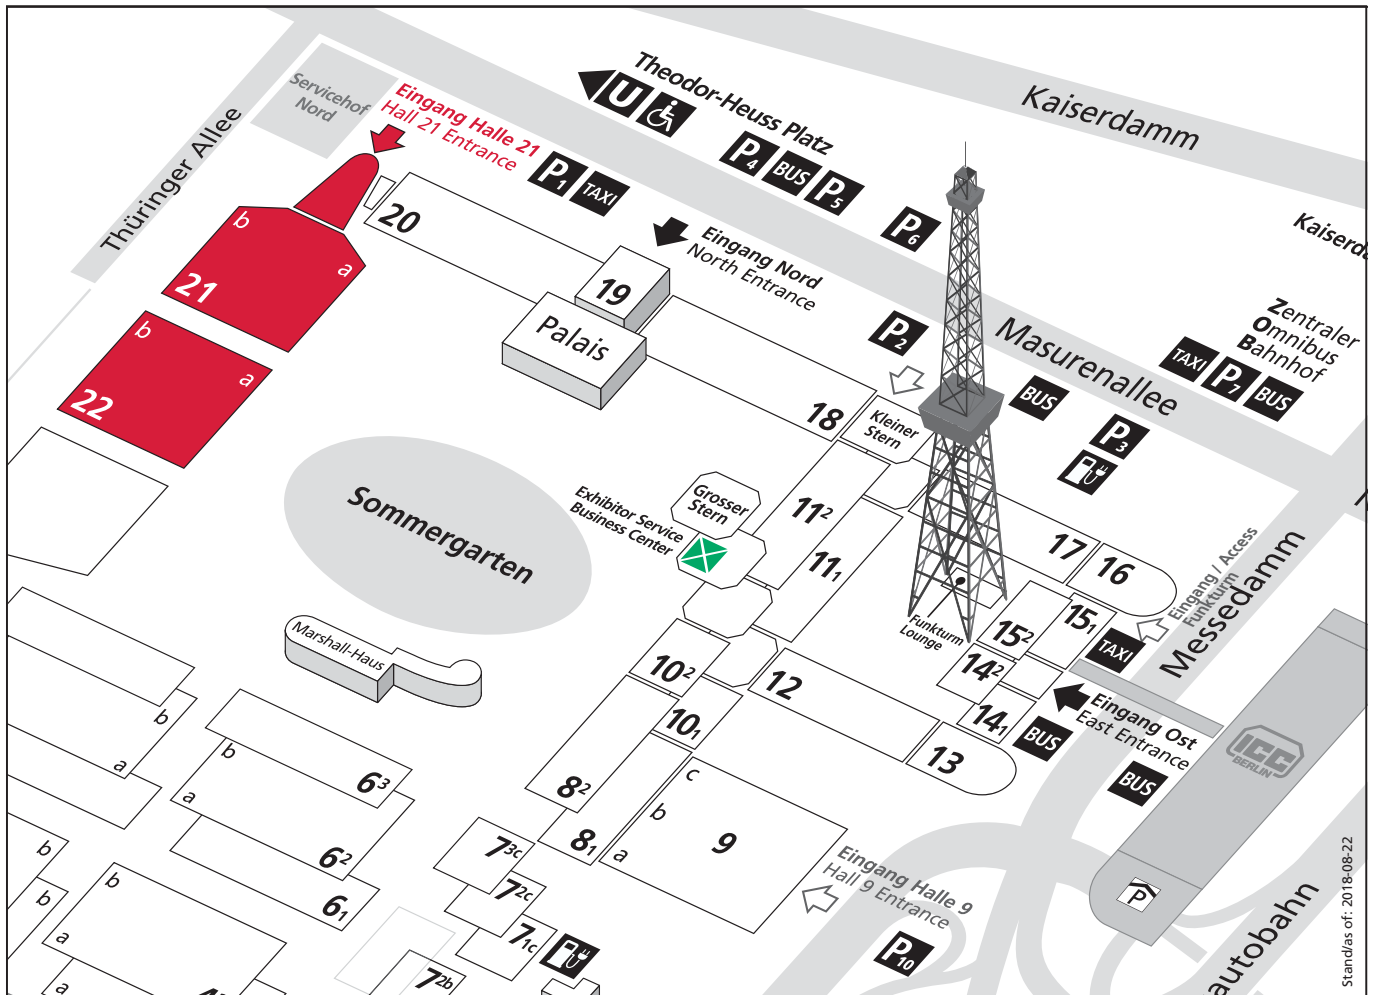 Kaiserdamm
Theodor-Heuss Platz
U
P4
BUS
P5
P6
Servicehof
Nord
Thüringer Allee
Eingang Halle 21
Hall 21 Entrance
P1
TAXI
Eingang Nord
North Entrance
P2
Masurenallee
BUS
P3
Zentraler
Omnibus
Bahnhof
TAXI
P7
BUS
b
a
21
b
a
22
20
19
Palais
18
Kleiner
Stern
Grosser
Stern
Exhibitor Service
Business Center
Sommergarten
Marshall-Haus
11²
11₁
17
16
Funkturm
Lounge
15²
15₁
14²
14₁
Eingang / Access
Funkturm
TAXI
Messedamm
Eingang Ost
East Entrance
BUS
BUS
ICC
BERLIN
P
10²
10₁
12
13
8²
8₁
c
b
a
9
Eingang Halle 9
Hall 9 Entrance
P10
autobahn
b
a
b
a
6³
6²
6₁
7³ᶜ
7²ᶜ
7₁c
7²ᵇ
b
b
b
a
a
Stand/as of: 2018-08-22